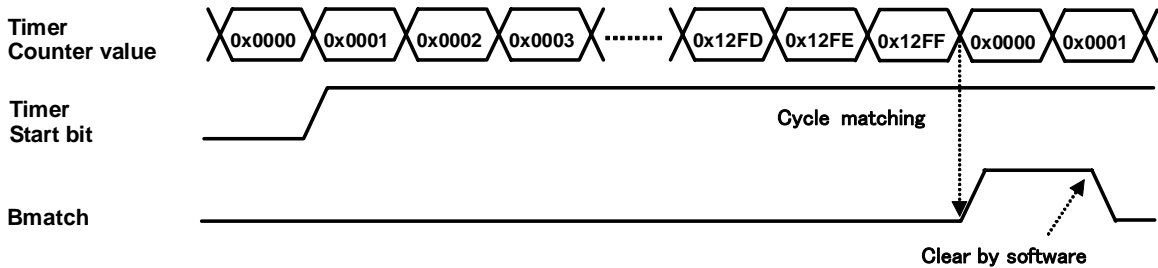 Timer
Counter value
0x0000 0x0001 0x0002 0x0003 0x12FD 0x12FE 0x12FF 0x0000 0x0001
Timer
Start bit
Cycle matching
Bmatch
Clear by software